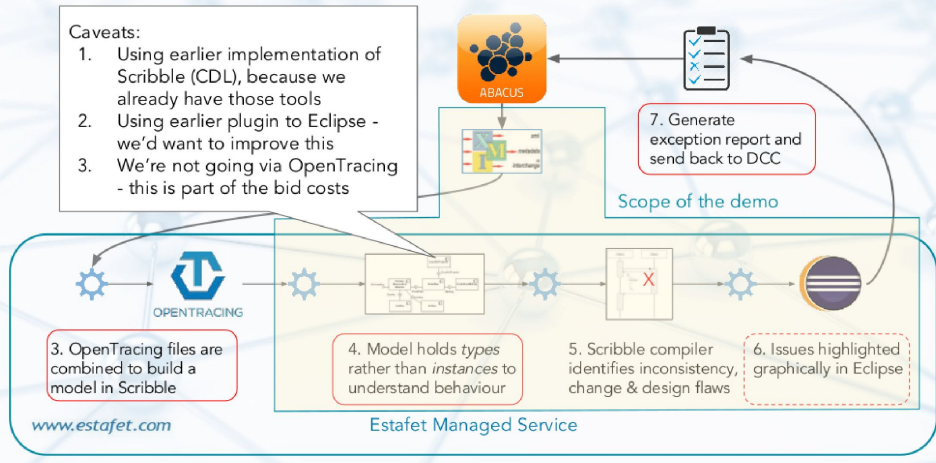 Caveats:
1. Using earlier implementation of
Scribble (CDL), because we
already have those tools
2. Using earlier plugin to Eclipse -
we'd want to improve this
3. We're not going via OpenTracing
- this is part of the bid costs
ABACUS
XMI
xml
metadata
interchange
7. Generate
exception report and
send back to DCC
Scope of the demo
OPENTRACING
X
3. OpenTracing files are
combined to build a
model in Scribble
4. Model holds types
rather than instances to
understand behaviour
5. Scribble compiler
identifies inconsistency,
change & design flaws
6. Issues highlighted
graphically in Eclipse
www.estafet.com
Estafet Managed Service